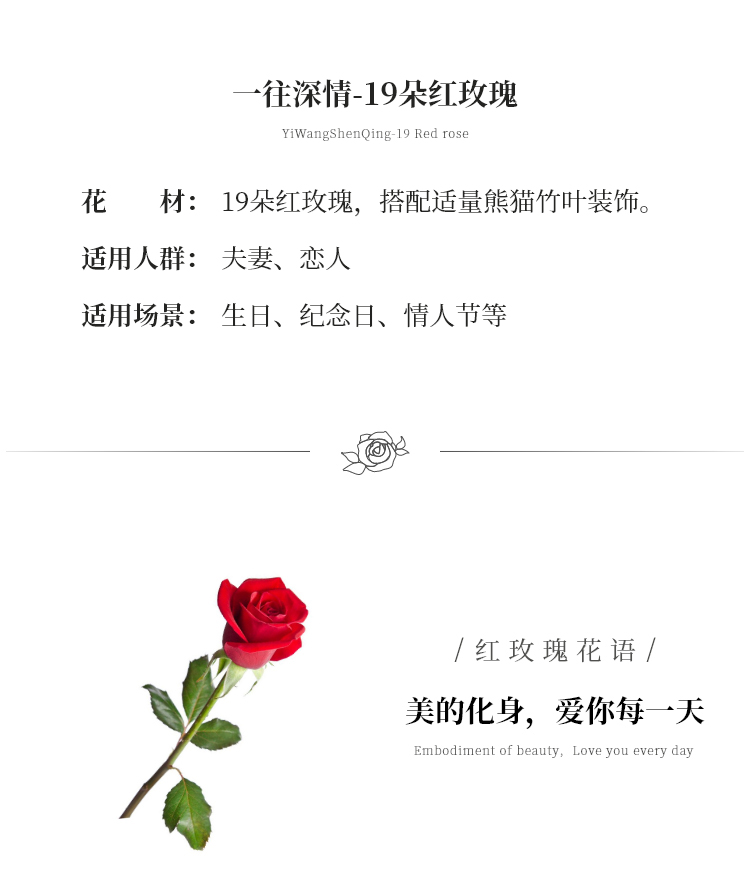 一往深情-19朵红玫瑰
YiWangShenQing-19 Red rose
花 材： 19朵红玫瑰，搭配适量熊猫竹叶装饰。
适用人群： 夫妻、恋人
适用场景： 生日、纪念日、情人节等
/ 红玫瑰花语 /
美的化身，爱你每一天
Embodiment of beauty，Love you every day